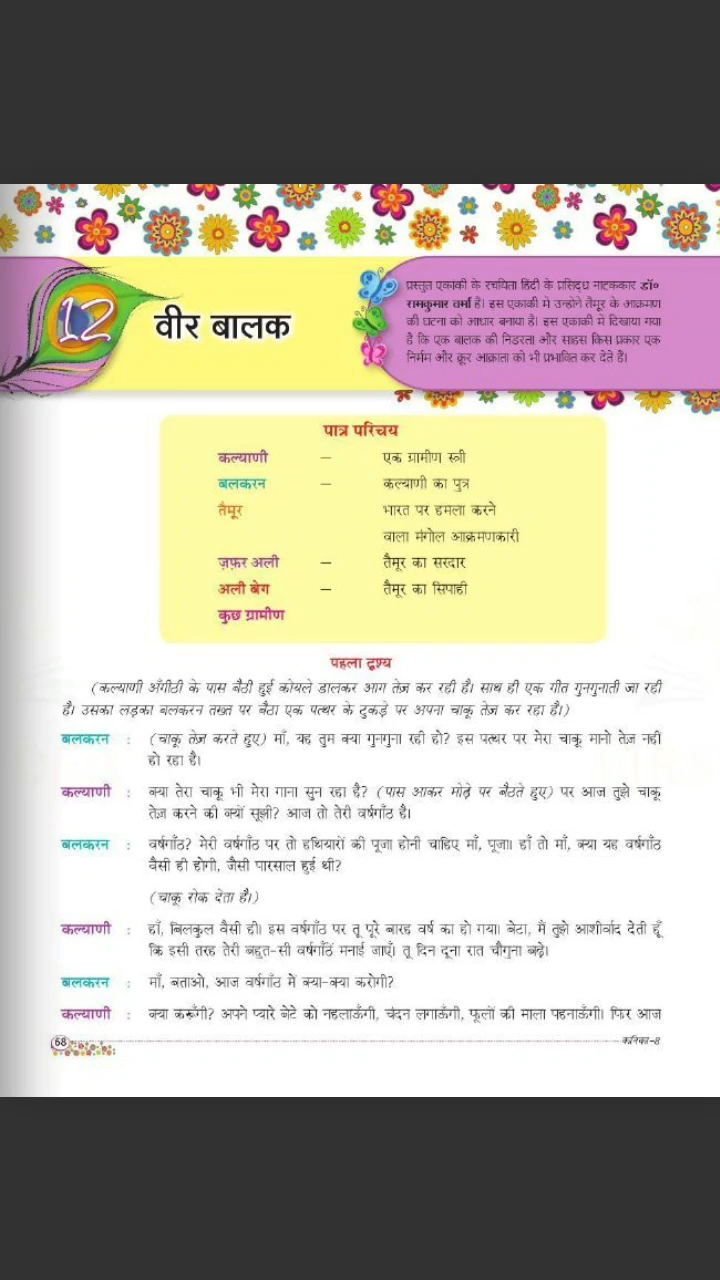 प्रस्तुत एकांकी के रचयिता हिंदी के प्रसिद्ध नाटककार डॉ॰
रामकुमार वर्मा हैं। इस एकांकी में उन्होंने तैमूर के आक्रमण
की घटना को आधार बनाया है। इस एकांकी में दिखाया गया
है कि एक बालक की निडरता और साहस किस प्रकार एक
निर्मम और क्रूर आक्रांता को भी प्रभावित कर देते हैं।
12 वीर बालक
पात्र परिचय
कल्याणी – एक ग्रामीण स्त्री
बलकरन – कल्याणी का पुत्र
तैमूर भारत पर हमला करने
वाला मंगोल आक्रमणकारी
ज़फ़र अली – तैमूर का सरदार
अली बेग – तैमूर का सिपाही
कुछ ग्रामीण
पहला दृश्य
(कल्याणी अँगीठी के पास बैठी हुई कोयले डालकर आग तेज़ कर रही है। साथ ही एक गीत गुनगुनाती जा रही
है। उसका लड़का बलकरन तख्त पर बैठा एक पत्थर के टुकड़े पर अपना चाकू तेज़ कर रहा है।)
बलकरन : (चाकू तेज़ करते हुए) माँ, यह तुम क्या गुनगुना रही हो? इस पत्थर पर मेरा चाकू मानो तेज़ नहीं
हो रहा है।
कल्याणी : क्या तेरा चाकू भी मेरा गाना सुन रहा है? (पास आकर मोढ़े पर बैठते हुए) पर आज तुझे चाकू
तेज़ करने की क्यों सूझी? आज तो तेरी वर्षगाँठ है।
बलकरन : वर्षगाँठ? मेरी वर्षगाँठ पर तो हथियारों की पूजा होनी चाहिए माँ, पूजा। हाँ तो माँ, क्या यह वर्षगाँठ
वैसी ही होगी, जैसी पारसाल हुई थी?
(चाकू रोक देता है।)
कल्याणी : हाँ, बिलकुल वैसी ही। इस वर्षगाँठ पर तू पूरे बारह वर्ष का हो गया। बेटा, मैं तुझे आशीर्वाद देती हूँ
कि इसी तरह तेरी बहुत-सी वर्षगाँठें मनाई जाएँ। तू दिन दूना रात चौगुना बढ़े।
बलकरन : माँ, बताओ, आज वर्षगाँठ में क्या-क्या करोगी?
कल्याणी : क्या करूँगी? अपने प्यारे बेटे को नहलाऊँगी, चंदन लगाऊँगी, फूलों की माला पहनाऊँगी। फिर आज
68 कनिका-8